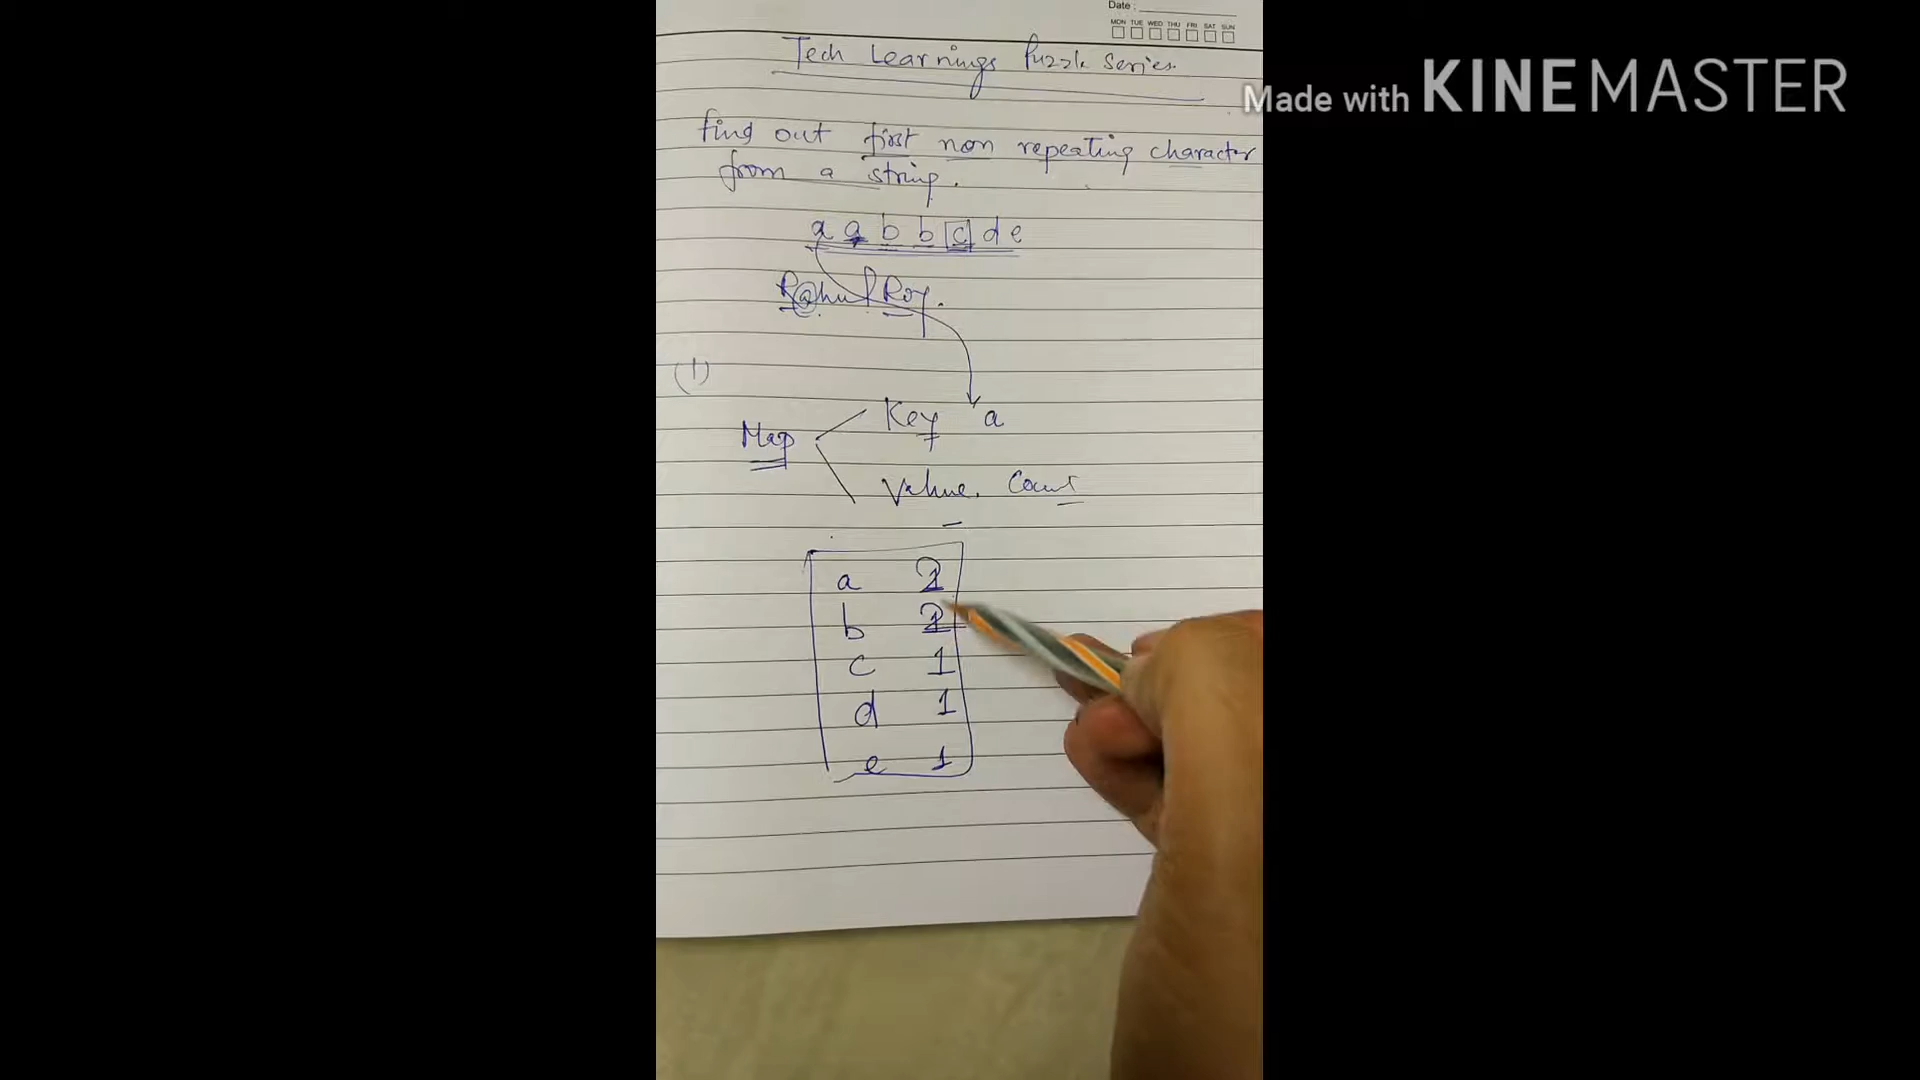 Date :
MON TUE WED THU FRI SAT SUN
Tech Learnings Puzzle Series.
Made with KINEMASTER
find out first non repeating character
from a string.
a a b b c d e
Rahul Roy.
(1)
Key a
Map
Value. Count
a 2
b 2
c 1
d 1
e 1